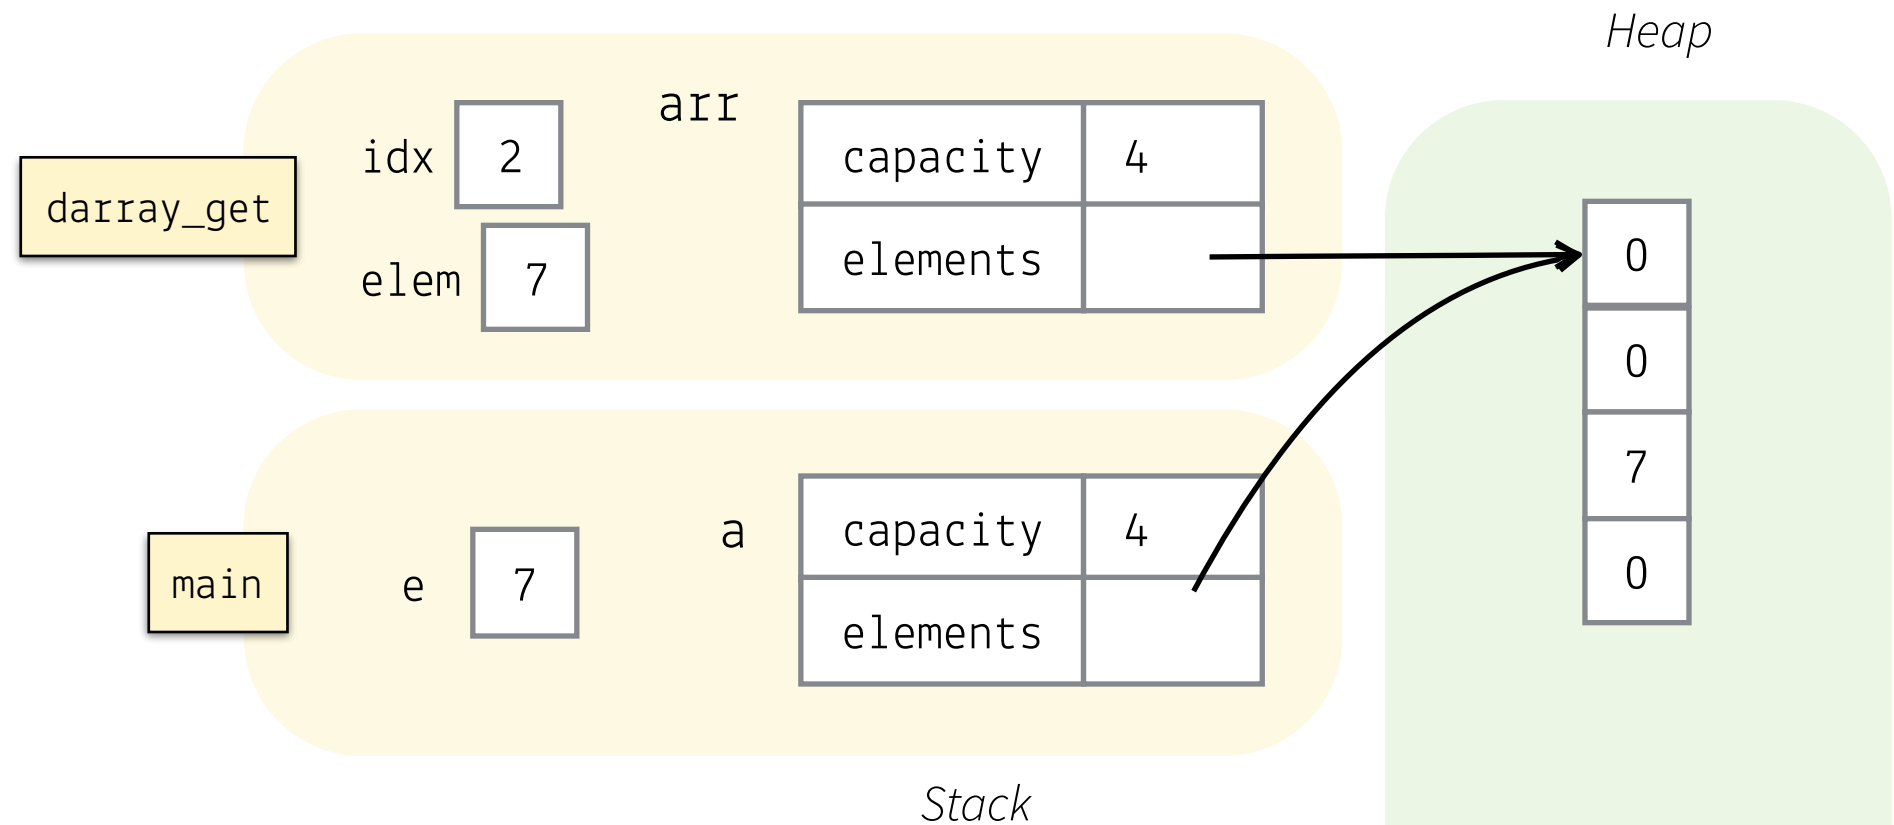 Heap
arr
idx 2
capacity 4
darray_get
elem 7
elements
0
0
7
0
a
capacity 4
main
e 7
elements
Stack